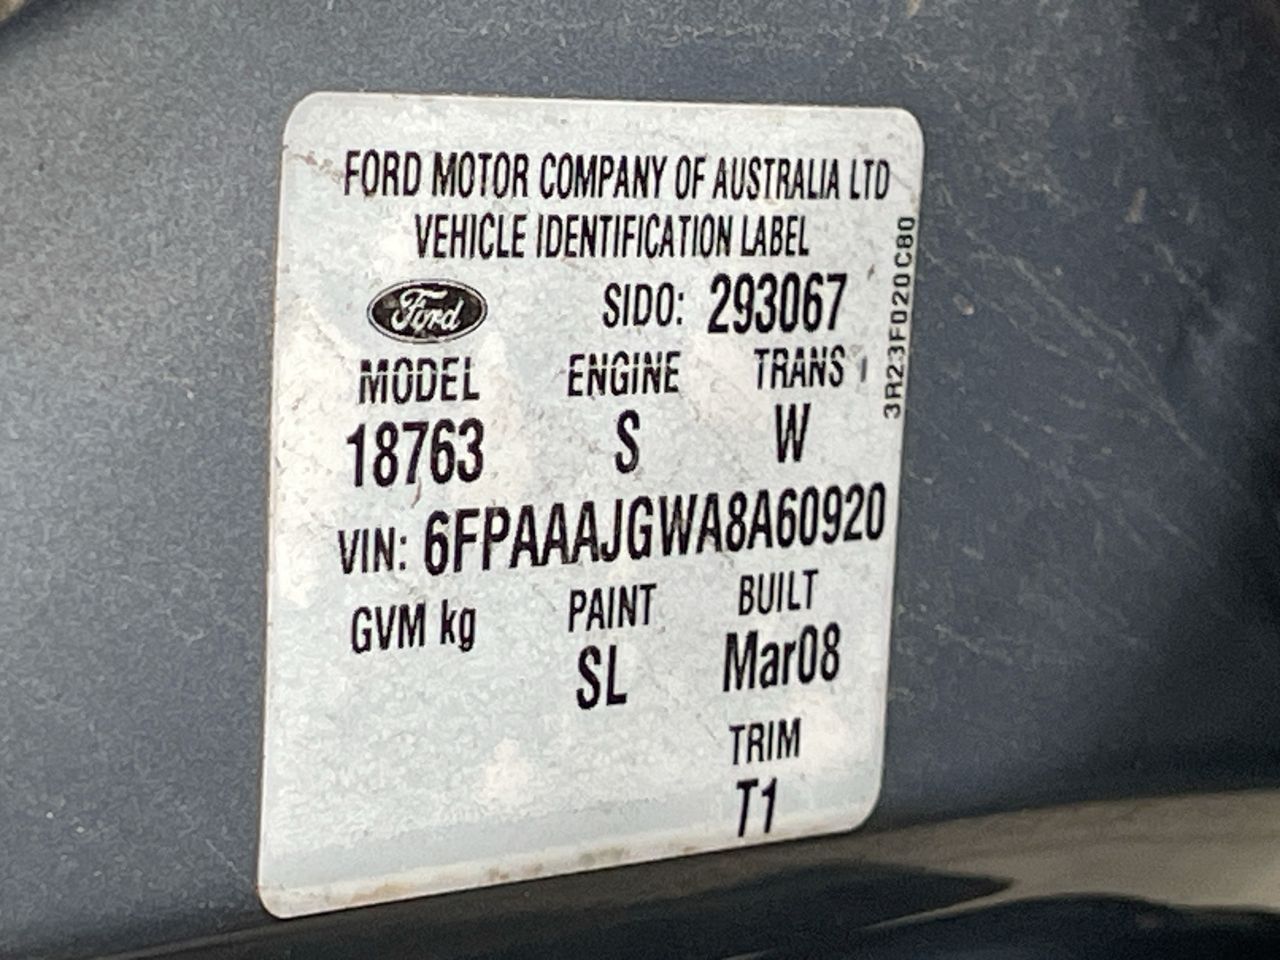 FORD MOTOR COMPANY OF AUSTRALIA LTD
VEHICLE IDENTIFICATION LABEL
Ford SIDO: 293067
MODEL ENGINE TRANS
18763 S W
VIN: 6FPAAAJGWA8A60920
GVM kg PAINT BUILT
SL Mar08
TRIM
T1
3R23F020C80